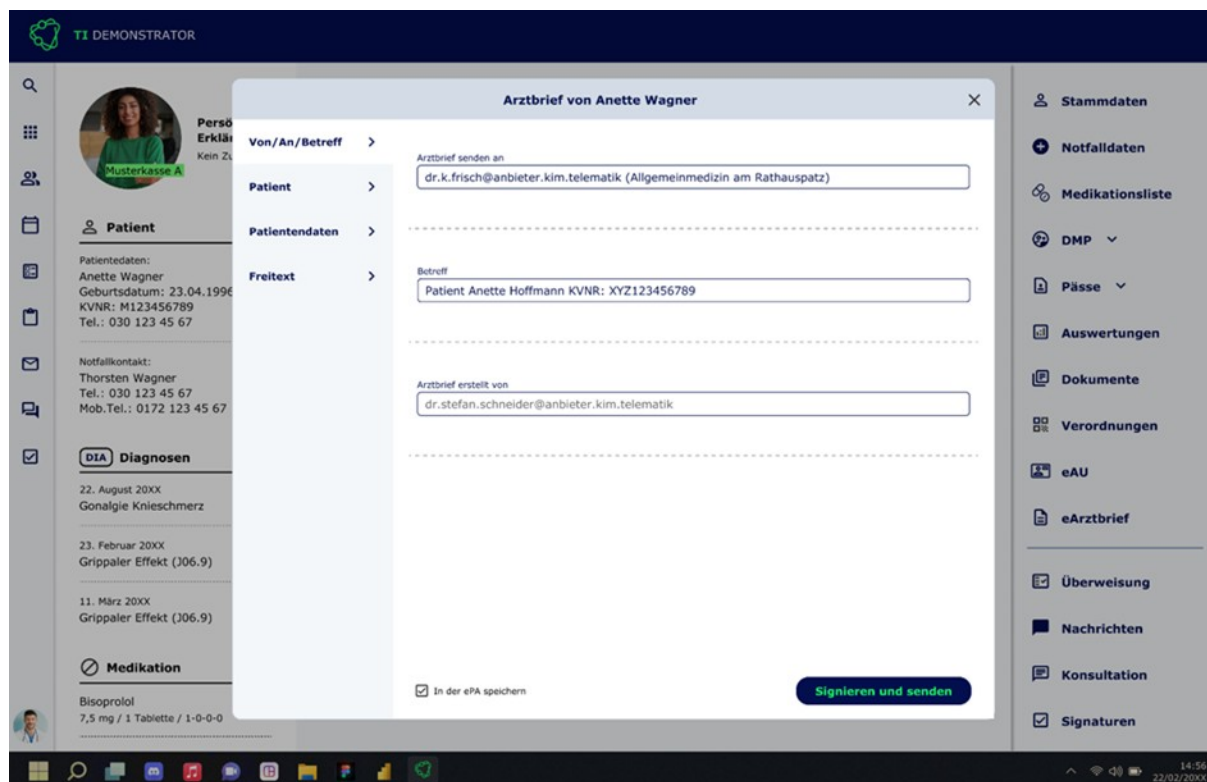 TI DEMONSTRATOR
Musterkasse A
Persö
Erklär
Kein Zu
Patient
Patientedaten:
Anette Wagner
Geburtsdatum: 23.04.1996
KVNR: M123456789
Tel.: 030 123 45 67
Notfallkontakt:
Thorsten Wagner
Tel.: 030 123 45 67
Mob.Tel.: 0172 123 45 67
DIA Diagnosen
22. August 20XX
Gonalgie Knieschmerz
23. Februar 20XX
Grippaler Effekt (J06.9)
11. März 20XX
Grippaler Effekt (J06.9)
Medikation
Bisoprolol
7,5 mg / 1 Tablette / 1-0-0-0
Arztbrief von Anette Wagner
Von/An/Betreff
Patient
Patientendaten
Freitext
Arztbrief senden an
dr.k.frisch@anbieter.kim.telematik (Allgemeinmedizin am Rathauspatz)
Betreff
Patient Anette Hoffmann KVNR: XYZ123456789
Arztbrief erstellt von
dr.stefan.schneider@anbieter.kim.telematik
In der ePA speichern
Signieren und senden
Stammdaten
Notfalldaten
Medikationsliste
DMP
Pässe
Auswertungen
Dokumente
Verordnungen
eAU
eArztbrief
Überweisung
Nachrichten
Konsultation
Signaturen
14:56
22/02/20XX